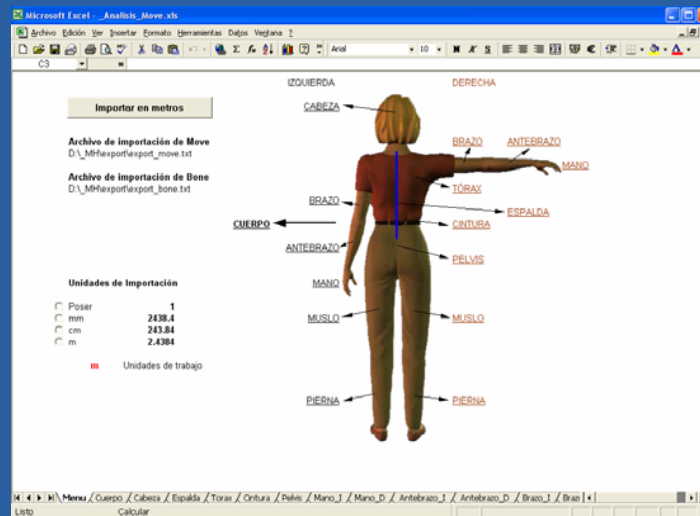 Microsoft Excel - _Analisis_Move.xls
Archivo Edición Ver Insertar Formato Herramientas Datos Ventana ?
Arial 10 N K S
C3 =
IZQUIERDA DERECHA
CABEZA
Importar en metros
Archivo de importación de Move
D:\_MH\export\export_move.txt
BRAZO ANTEBRAZO
MANO
Archivo de importación de Bone
D:\_MH\export\export_bone.txt
TÓRAX
BRAZO
ESPALDA
CUERPO
CINTURA
ANTEBRAZO
PELVIS
Unidades de Importación
MANO
Poser 1
mm 2438.4
cm 243.84
m 2.4384
MUSLO MUSLO
m Unidades de trabajo
PIERNA PIERNA
Menu / Cuerpo / Cabeza / Espalda / Torax / Cintura / Pelvis / Mano_I / Mano_D / Antebrazo_I / Antebrazo_D / Brazo_I / Braz
Listo Calcular